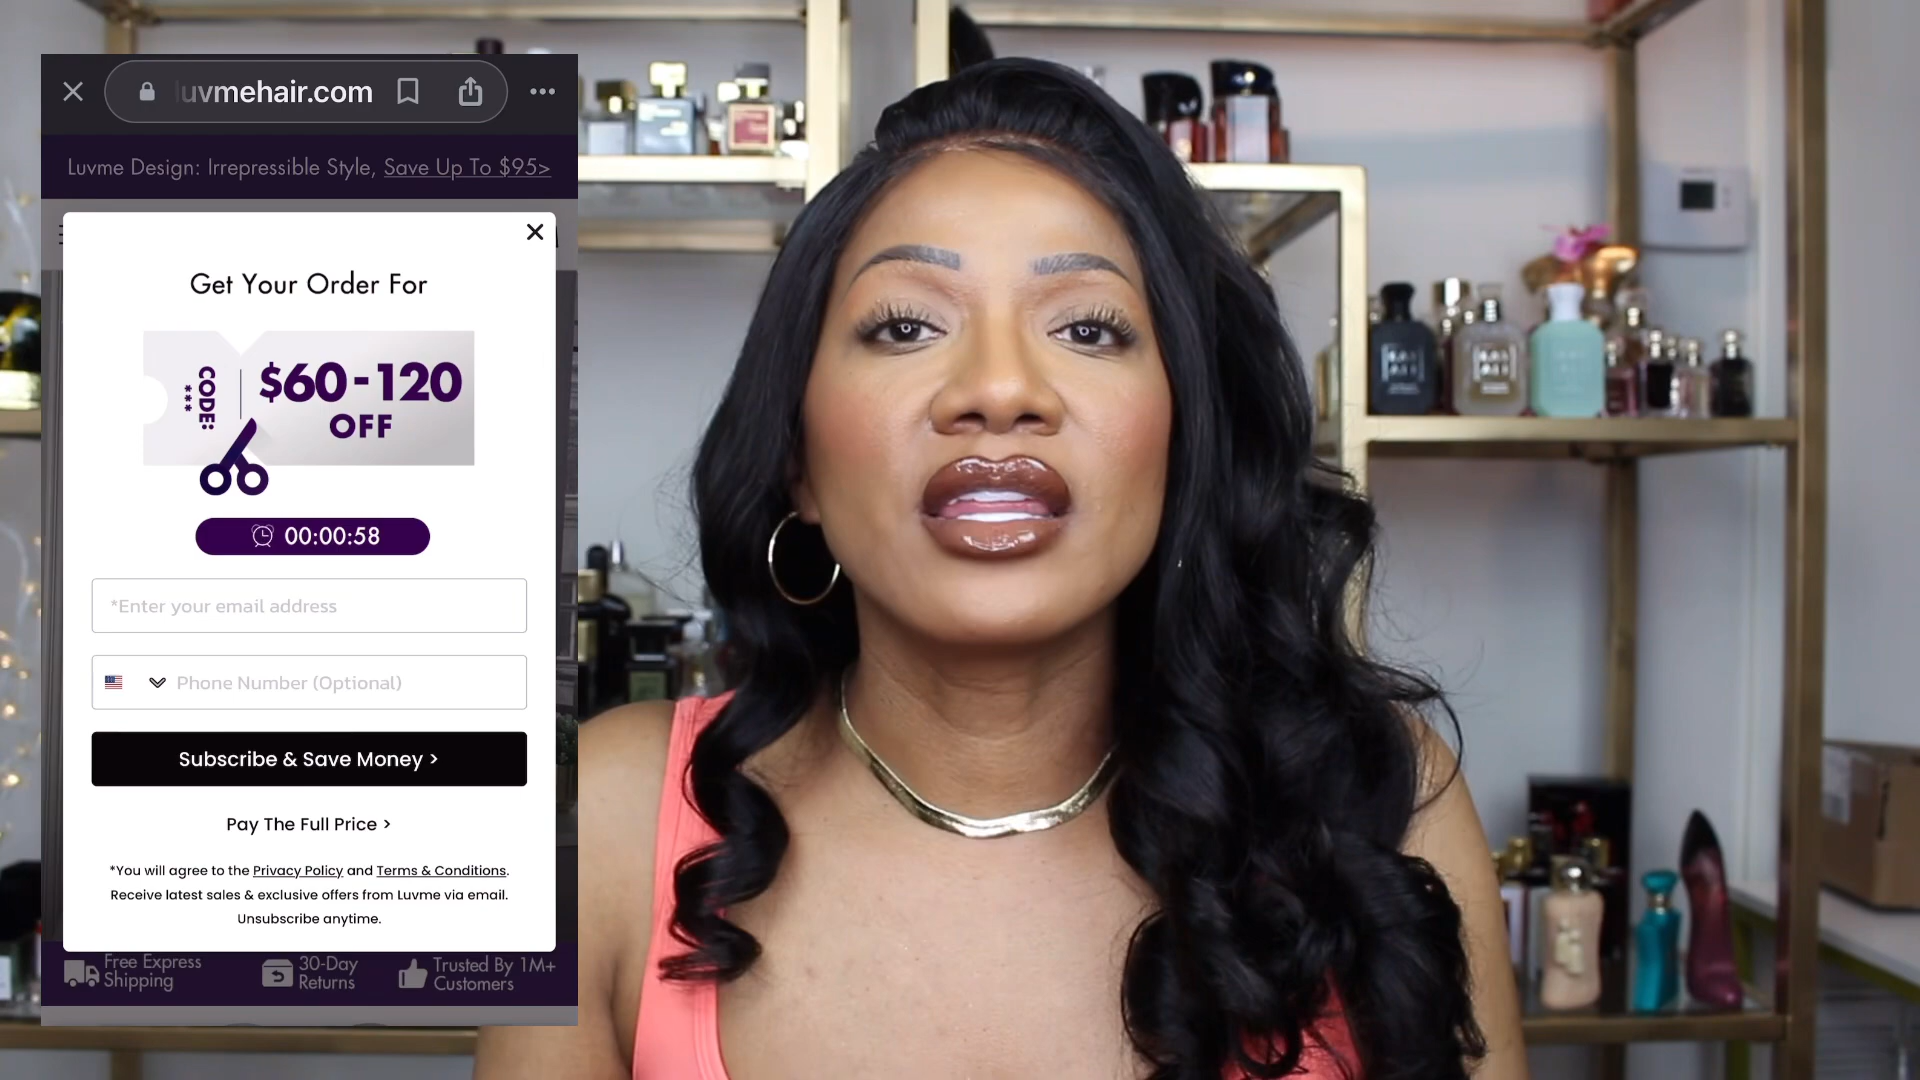 luvmehair.com
Luvme Design: Irrepressible Style, Save Up To $95>
Get Your Order For
CODE:
***
$60-120
OFF
00:00:58
*Enter your email address
Phone Number (Optional)
Subscribe & Save Money >
Pay The Full Price >
*You will agree to the Privacy Policy and Terms & Conditions.
Receive latest sales & exclusive offers from Luvme via email.
Unsubscribe anytime.
Free Express
Shipping
30-Day
Returns
Trusted By 1M+
Customers